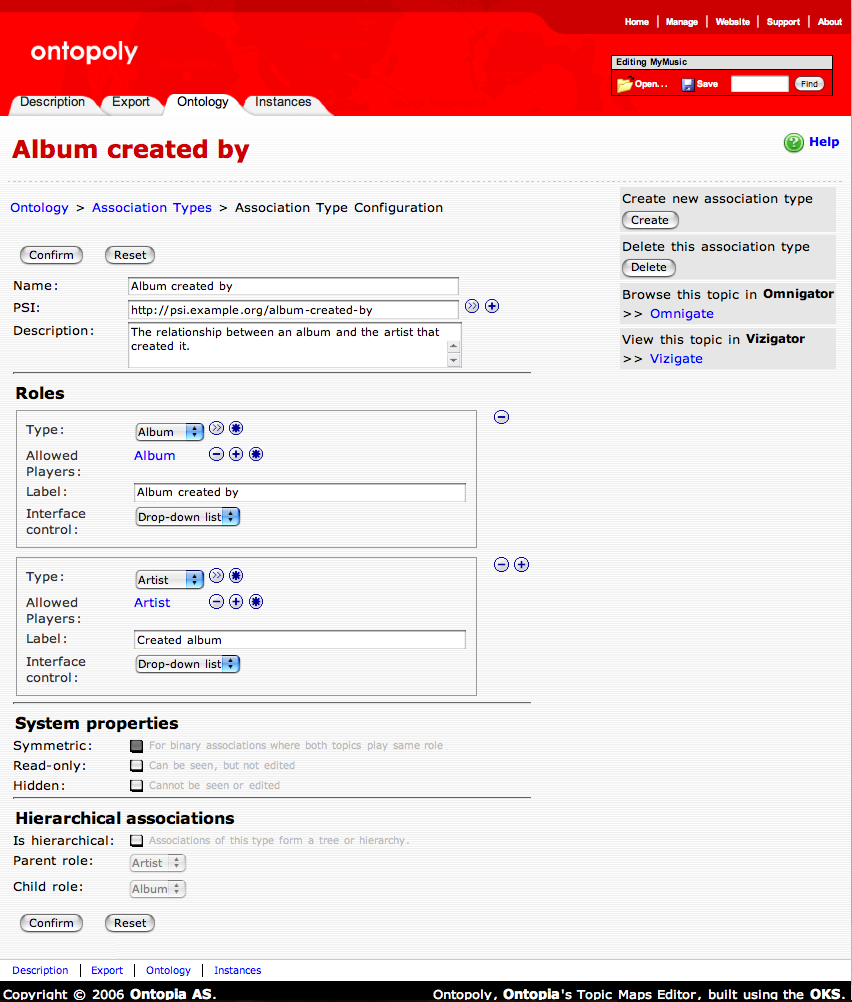 Home | Manage | Website | Support | About
ontopoly
Editing MyMusic
Open... Save Find
Description Export Ontology Instances
Album created by
Help
Ontology > Association Types > Association Type Configuration
Create new association type
Create
Delete this association type
Delete
Browse this topic in Omnigator
>> Omnigate
View this topic in Vizigator
>> Vizigate
Confirm Reset
Name: Album created by
PSI: http://psi.example.org/album-created-by
Description: The relationship between an album and the artist that
created it.
Roles
Type: Album
Allowed Album
Players:
Label: Album created by
Interface Drop-down list
control:
Type: Artist
Allowed Artist
Players:
Label: Created album
Interface Drop-down list
control:
System properties
Symmetric: For binary associations where both topics play same role
Read-only: Can be seen, but not edited
Hidden: Cannot be seen or edited
Hierarchical associations
Is hierarchical: Associations of this type form a tree or hierarchy.
Parent role: Artist
Child role: Album
Confirm Reset
Description | Export | Ontology | Instances
Copyright © 2006 Ontopia AS. Ontopoly, Ontopia's Topic Maps Editor, built using the OKS.